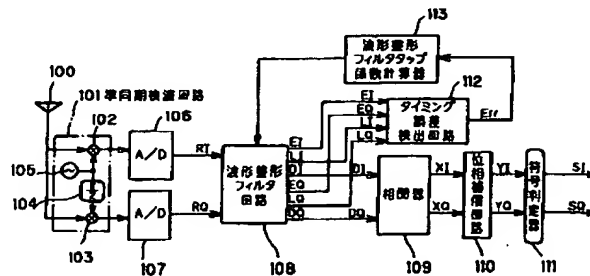 113
波形整形
フィルタタップ
係数計算器
100
101 準同期検波回路
102
106
A/D
RI
105
104
103
A/D
RQ
107
波形整形
フィルタ
回路
108
EI
LI
DI
EQ
LQ
DQ
112
EI
EQ
LI
LQ
タイミング
誤差
検出回路
Err
DI
DQ
相関器
109
XI
XQ
位相補償回路
110
YI
YQ
符号判定器
111
SI
SQ